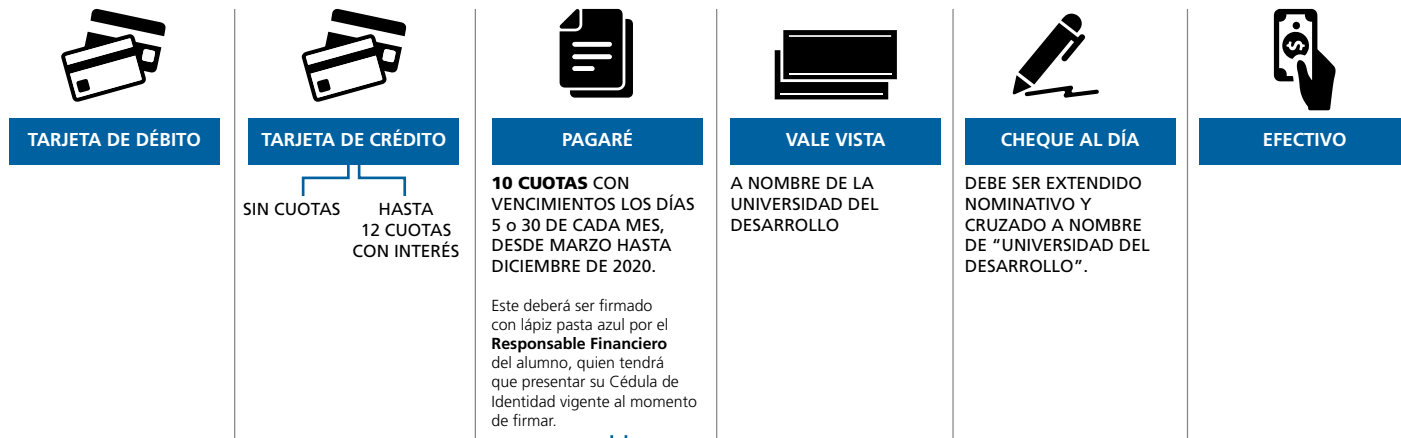 TARJETA DE DÉBITO
TARJETA DE CRÉDITO
SIN CUOTAS
HASTA
12 CUOTAS
CON INTERÉS
PAGARÉ
10 CUOTAS CON
VENCIMIENTOS LOS DÍAS
5 o 30 DE CADA MES,
DESDE MARZO HASTA
DICIEMBRE DE 2020.
Este deberá ser firmado
con lápiz pasta azul por el
Responsable Financiero
del alumno, quien tendrá
que presentar su Cédula de
Identidad vigente al momento
de firmar.
VALE VISTA
A NOMBRE DE LA
UNIVERSIDAD DEL
DESARROLLO
CHEQUE AL DÍA
DEBE SER EXTENDIDO
NOMINATIVO Y
CRUZADO A NOMBRE
DE “UNIVERSIDAD DEL
DESARROLLO”.
EFECTIVO